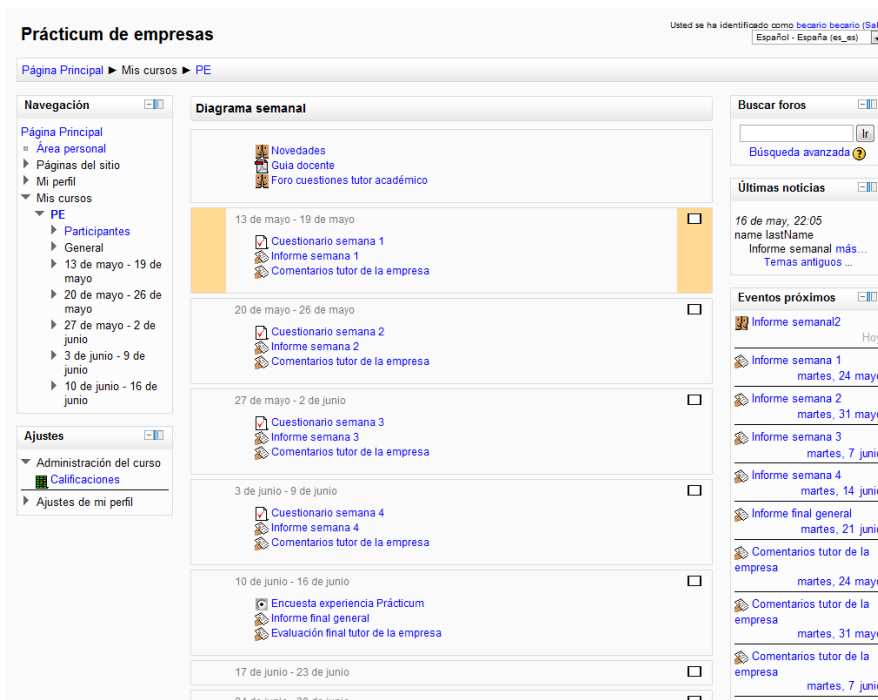 Prácticum de empresas
Usted se ha identificado como becario becario (Sal
Español - España (es_es)
Página Principal ► Mis cursos ► PE
Navegación
Página Principal
Área personal
Páginas del sitio
Mi perfil
Mis cursos
PE
Participantes
General
13 de mayo - 19 de
mayo
20 de mayo - 26 de
mayo
27 de mayo - 2 de
junio
3 de junio - 9 de
junio
10 de junio - 16 de
junio
Ajustes
Administración del curso
Calificaciones
Ajustes de mi perfil
Diagrama semanal
Novedades
Guia docente
Foro cuestiones tutor académico
13 de mayo - 19 de mayo
Cuestionario semana 1
Informe semana 1
Comentarios tutor de la empresa
20 de mayo - 26 de mayo
Cuestionario semana 2
Informe semana 2
Comentarios tutor de la empresa
27 de mayo - 2 de junio
Cuestionario semana 3
Informe semana 3
Comentarios tutor de la empresa
3 de junio - 9 de junio
Cuestionario semana 4
Informe semana 4
Comentarios tutor de la empresa
10 de junio - 16 de junio
Encuesta experiencia Prácticum
Informe final general
Evaluación final tutor de la empresa
17 de junio - 23 de junio
Buscar foros
Ir
Búsqueda avanzada
Últimas noticias
16 de may, 22:05
name lastName
Informe semanal más...
Temas antiguos ...
Eventos próximos
Informe semanal2
Hoy
Informe semana 1
martes, 24 mayo
Informe semana 2
martes, 31 mayo
Informe semana 3
martes, 7 junio
Informe semana 4
martes, 14 junio
Informe final general
martes, 21 junio
Comentarios tutor de la
empresa
martes, 24 mayo
Comentarios tutor de la
empresa
martes, 31 mayo
Comentarios tutor de la
empresa
martes, 7 junio